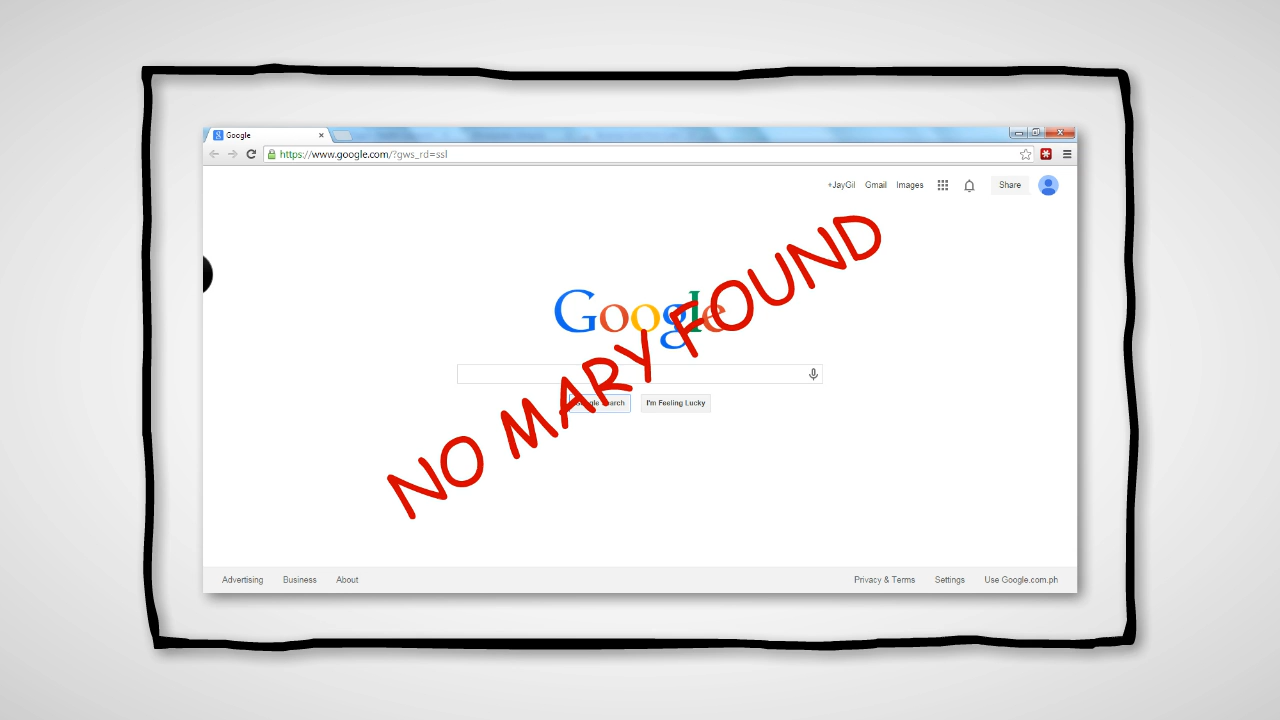 Google
https://www.google.com/?gws_rd=ssl
+JayGil Gmail Images Share
Google
NO MARY FOUND
I'm Feeling Lucky
Advertising Business About Privacy & Terms Settings Use Google.com.ph